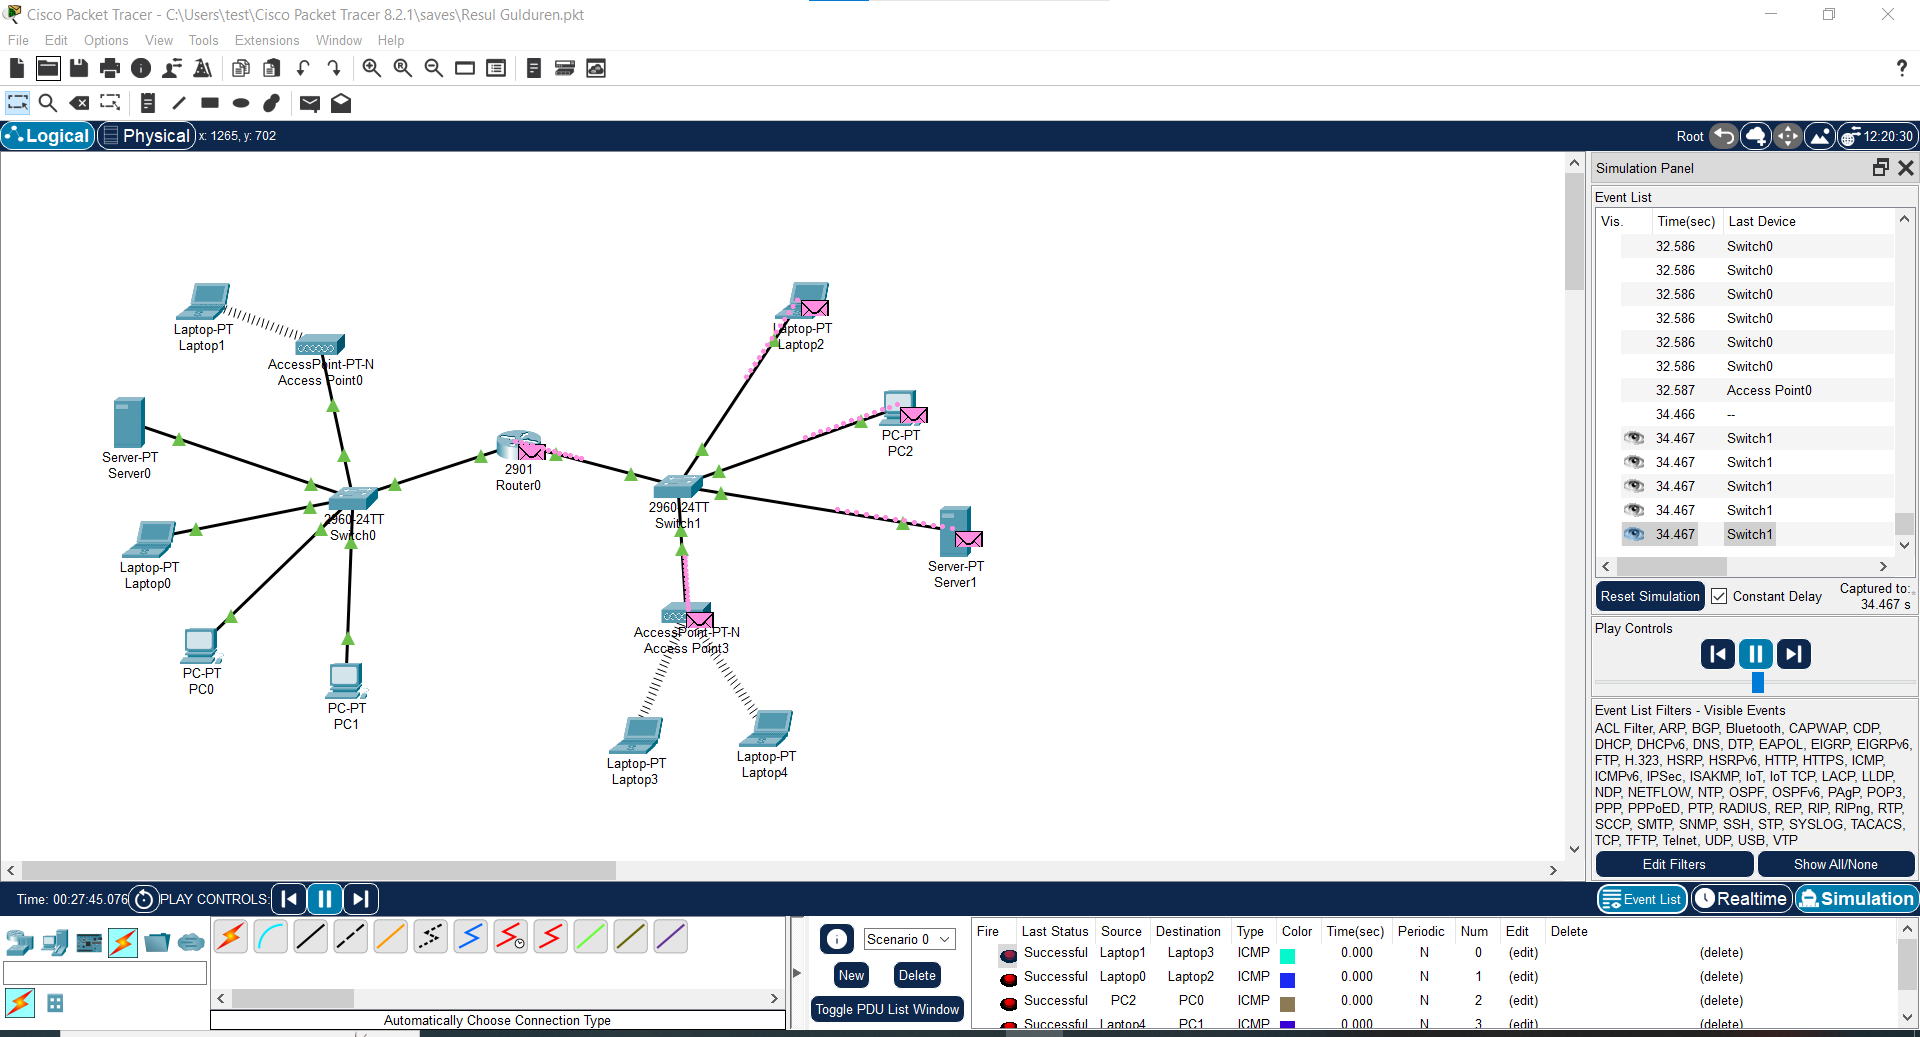 Cisco Packet Tracer - C:\Users\test\Cisco Packet Tracer 8.2.1\saves\Resul Gulduren.pkt
File Edit Options View Tools Extensions Window Help
?
Logical Physical x: 1265, y: 702 Root 12:20:30
Simulation Panel
Event List
Vis. Time(sec) Last Device
32.586 Switch0
32.586 Switch0
32.586 Switch0
32.586 Switch0
32.586 Switch0
32.586 Switch0
32.587 Access Point0
34.466 --
34.467 Switch1
34.467 Switch1
34.467 Switch1
34.467 Switch1
34.467 Switch1
Reset Simulation Constant Delay Captured to:
34.467 s
Play Controls
Event List Filters - Visible Events
ACL Filter, ARP, BGP, Bluetooth, CAPWAP, CDP,
DHCP, DHCPv6, DNS, DTP, EAPOL, EIGRP, EIGRPv6,
FTP, H.323, HSRP, HSRPv6, HTTP, HTTPS, ICMP,
ICMPv6, IPSec, ISAKMP, IoT, IoT TCP, LACP, LLDP,
NDP, NETFLOW, NTP, OSPF, OSPFv6, PAgP, POP3,
PPP, PPPoED, PTP, RADIUS, REP, RIP, RIPng, RTP,
SCCP, SMTP, SNMP, SSH, STP, SYSLOG, TACACS,
TCP, TFTP, Telnet, UDP, USB, VTP
Edit Filters Show All/None
Laptop-PT
Laptop1
AccessPoint-PT-N
Access Point0
Server-PT
Server0
2960-24TT
Switch0
Laptop-PT
Laptop0
PC-PT
PC0
PC-PT
PC1
2901
Router0
Laptop-PT
Laptop2
PC-PT
PC2
2960-24TT
Switch1
Server-PT
Server1
AccessPoint-PT-N
Access Point3
Laptop-PT
Laptop3
Laptop-PT
Laptop4
Time: 00:27:45.076 PLAY CONTROLS: Event List Realtime Simulation
Automatically Choose Connection Type
Scenario 0
New Delete
Toggle PDU List Window
Fire Last Status Source Destination Type Color Time(sec) Periodic Num Edit Delete
Successful Laptop1 Laptop3 ICMP 0.000 N 0 (edit) (delete)
Successful Laptop0 Laptop2 ICMP 0.000 N 1 (edit) (delete)
Successful PC2 PC0 ICMP 0.000 N 2 (edit) (delete)
Successful Laptop4 PC1 ICMP 0.000 N 3 (edit) (delete)